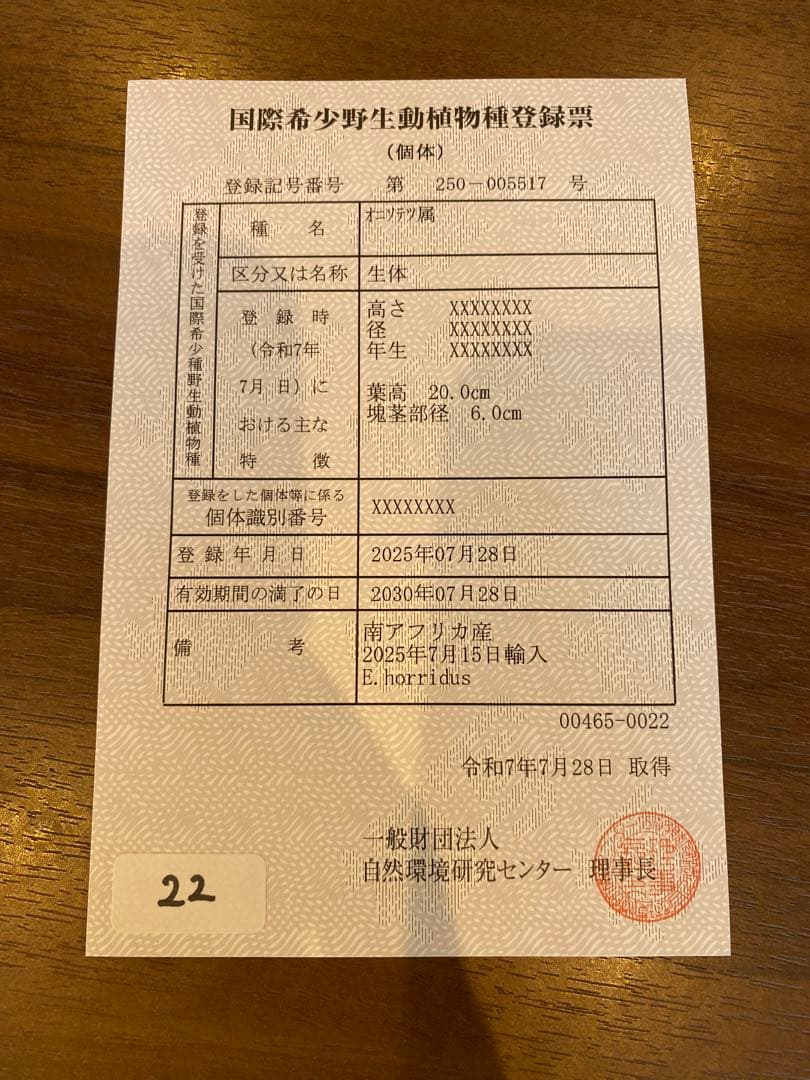 国際希少野生動植物種登録票
(個体)
登録記号番号 第 250-005517 号
登録を受けた国際希少種野生動植物種
種 名 オニソテツ属
区分又は名称 生体
登録時
(令和7年
7月 日)に
おける主な
特 徴
高さ XXXXXXXX
径 XXXXXXXX
年生 XXXXXXXX
葉高 20.0cm
塊茎部径 6.0cm
登録をした個体等に係る
個体識別番号 XXXXXXXX
登録年月日 2025年07月28日
有効期間の満了の日 2030年07月28日
備 考
南アフリカ産
2025年7月15日輸入
E.horridus
00465-0022
令和7年7月28日 取得
一般財団法人
自然環境研究センター 理事長
22